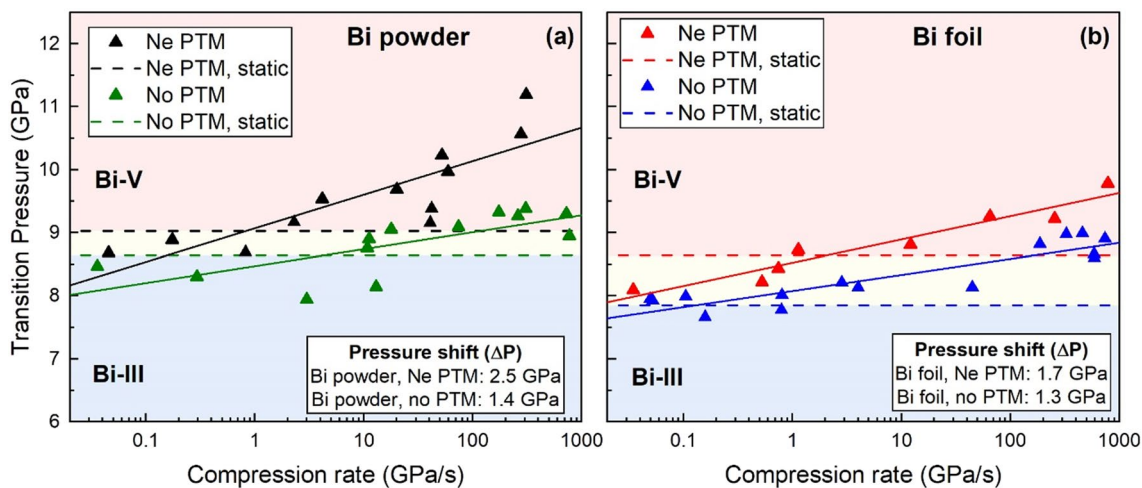 Transition Pressure (GPa)
12
11
10
9
8
7
6
Bi powder
(a)
Ne PTM
Ne PTM, static
No PTM
No PTM, static
Bi-V
Bi-III
Pressure shift (ΔP)
Bi powder, Ne PTM: 2.5 GPa
Bi powder, no PTM: 1.4 GPa
0.1 1 10 100 1000
Compression rate (GPa/s)
Bi foil
(b)
Ne PTM
Ne PTM, static
No PTM
No PTM, static
Bi-V
Bi-III
Pressure shift (ΔP)
Bi foil, Ne PTM: 1.7 GPa
Bi foil, no PTM: 1.3 GPa
0.1 1 10 100 1000
Compression rate (GPa/s)